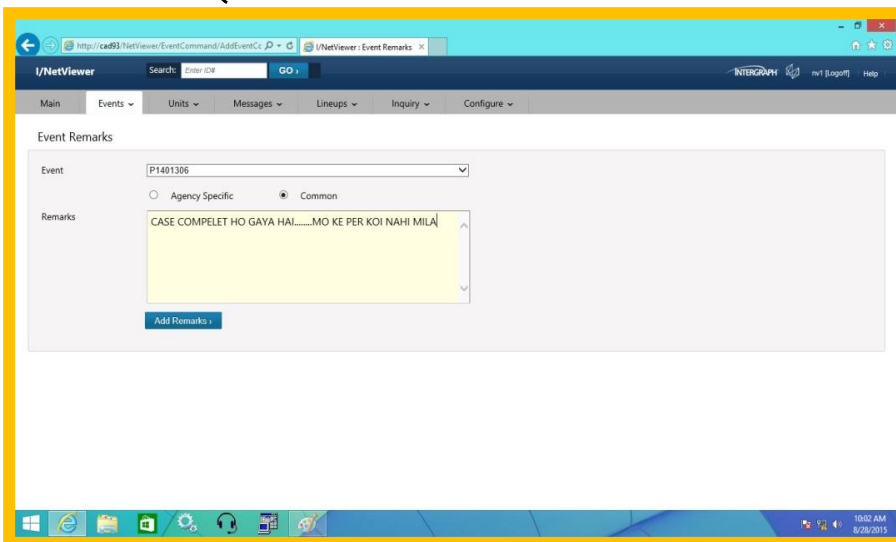 http://cad93/NetViewer/EventCommand/AddEventCc
I/NetViewer : Event Remarks
I/NetViewer
Search: Enter ID# GO ›
INTERGRAPH nv1 [Logoff] Help
Main Events Units Messages Lineups Inquiry Configure
Event Remarks
Event P1401306
Agency Specific Common
Remarks CASE COMPELET HO GAYA HAI........MO KE PER KOI NAHI MILA
Add Remarks ›
10:02 AM
8/28/2015